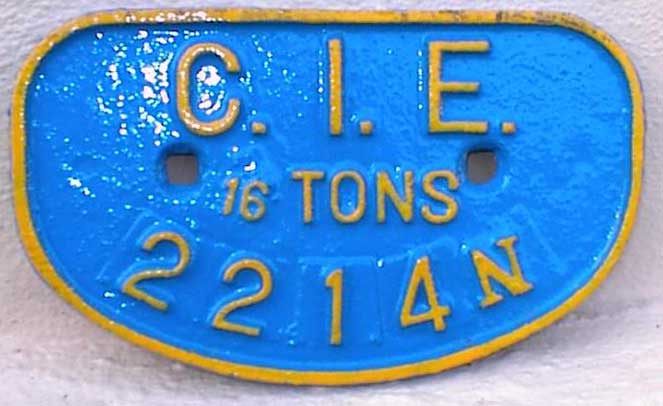 C. I. E.
16 TONS
2214N